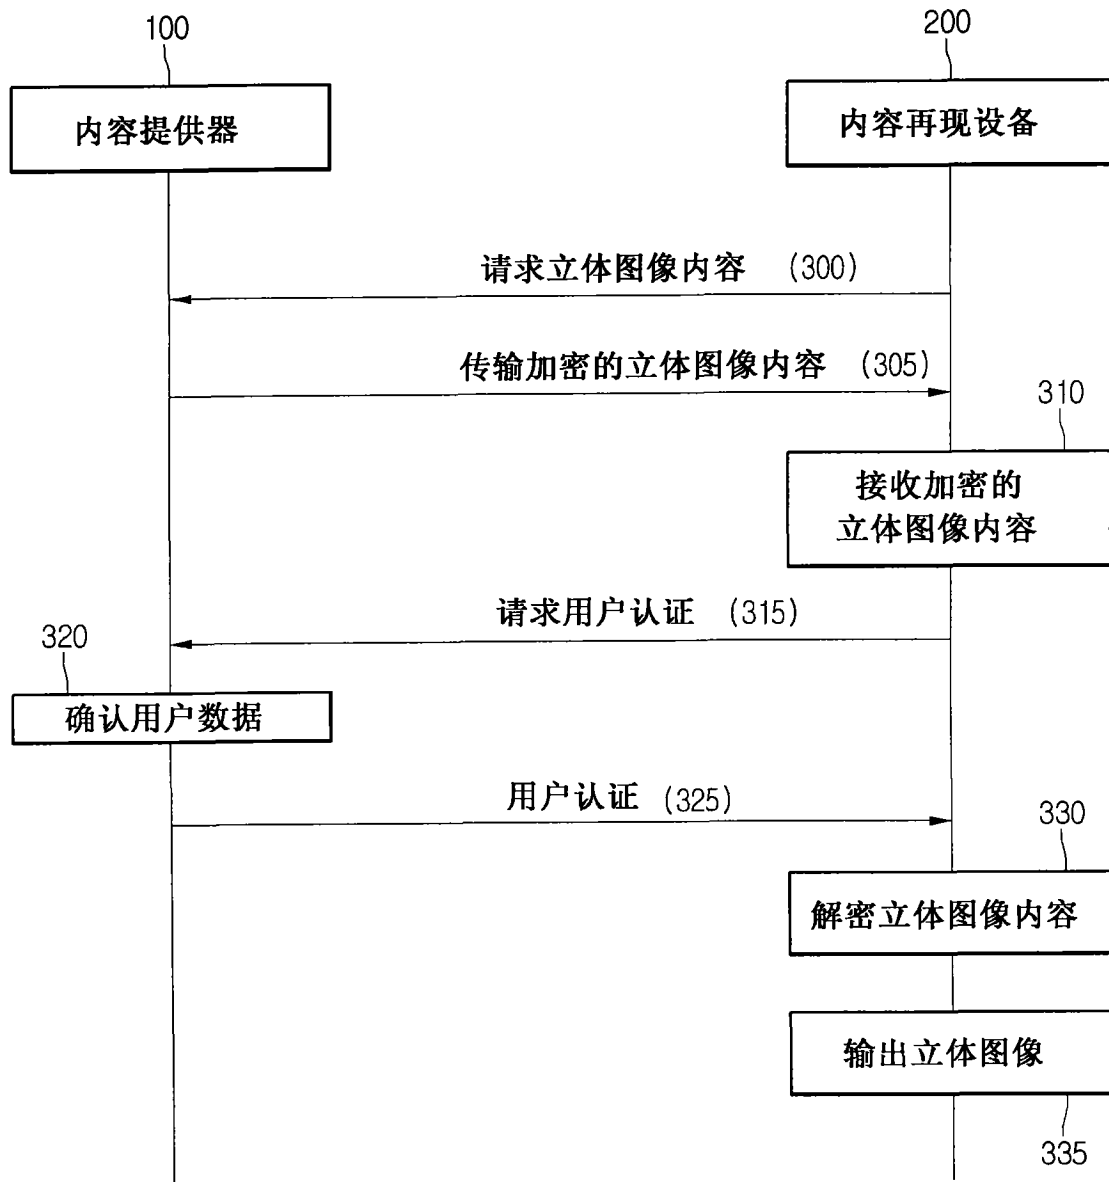 100
200
内容提供器
内容再现设备
请求立体图像内容 (300)
传输加密的立体图像内容 (305)
310
接收加密的
立体图像内容
请求用户认证 (315)
320
确认用户数据
用户认证 (325)
330
解密立体图像内容
输出立体图像
335